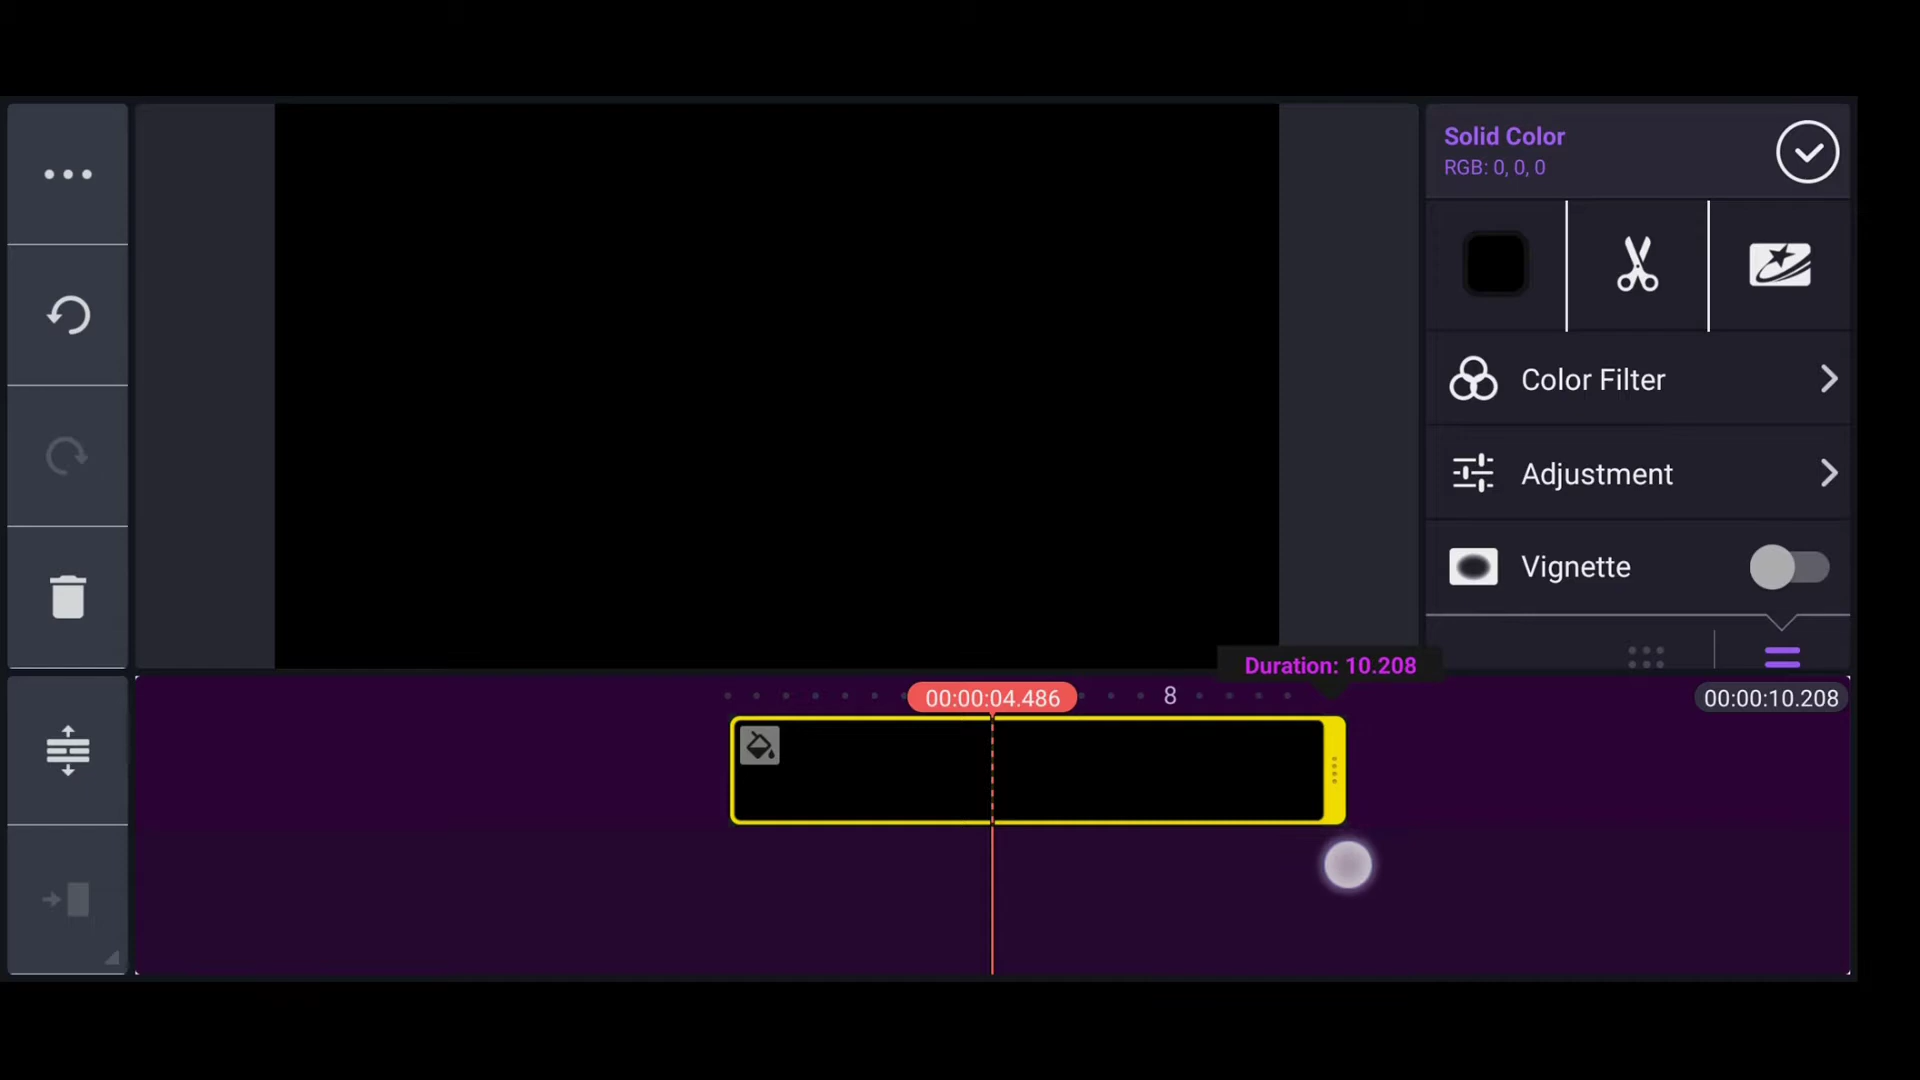 Solid Color
RGB: 0, 0, 0
Color Filter
Adjustment
Vignette
Duration: 10.208
00:00:04.486
8
00:00:10.208